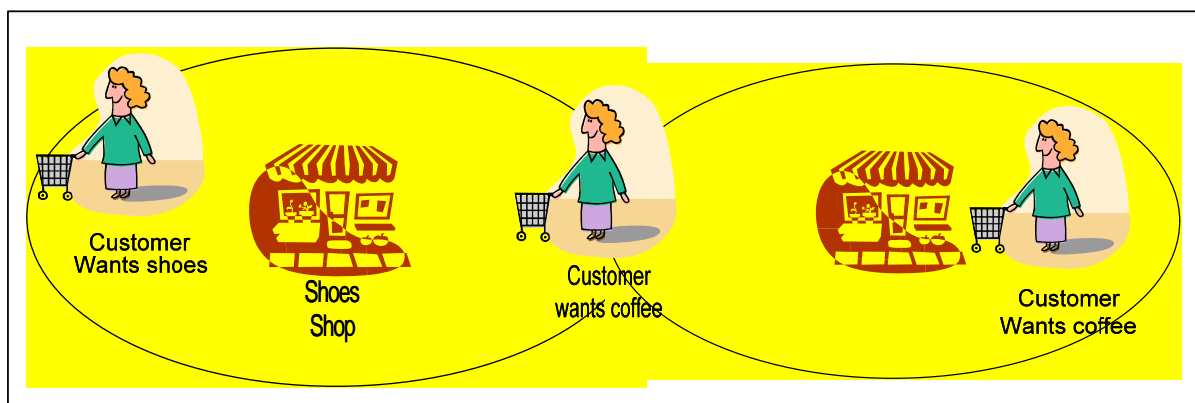 Customer
Wants shoes
Shoes
Shop
Customer
wants coffee
Customer
Wants coffee